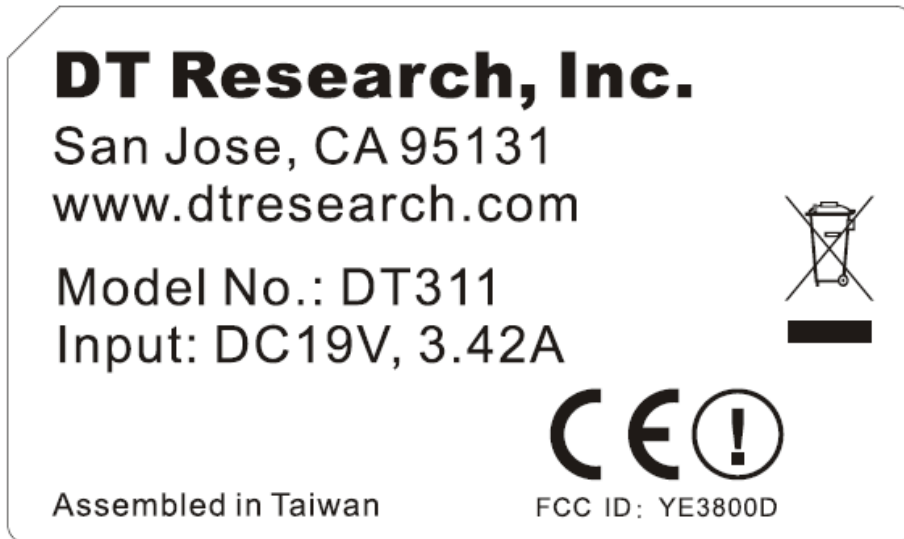 DT Research, Inc.
San Jose, CA 95131
www.dtresearch.com
Model No.: DT311
Input: DC19V, 3.42A
CE
Assembled in Taiwan
FCC ID: YE3800D